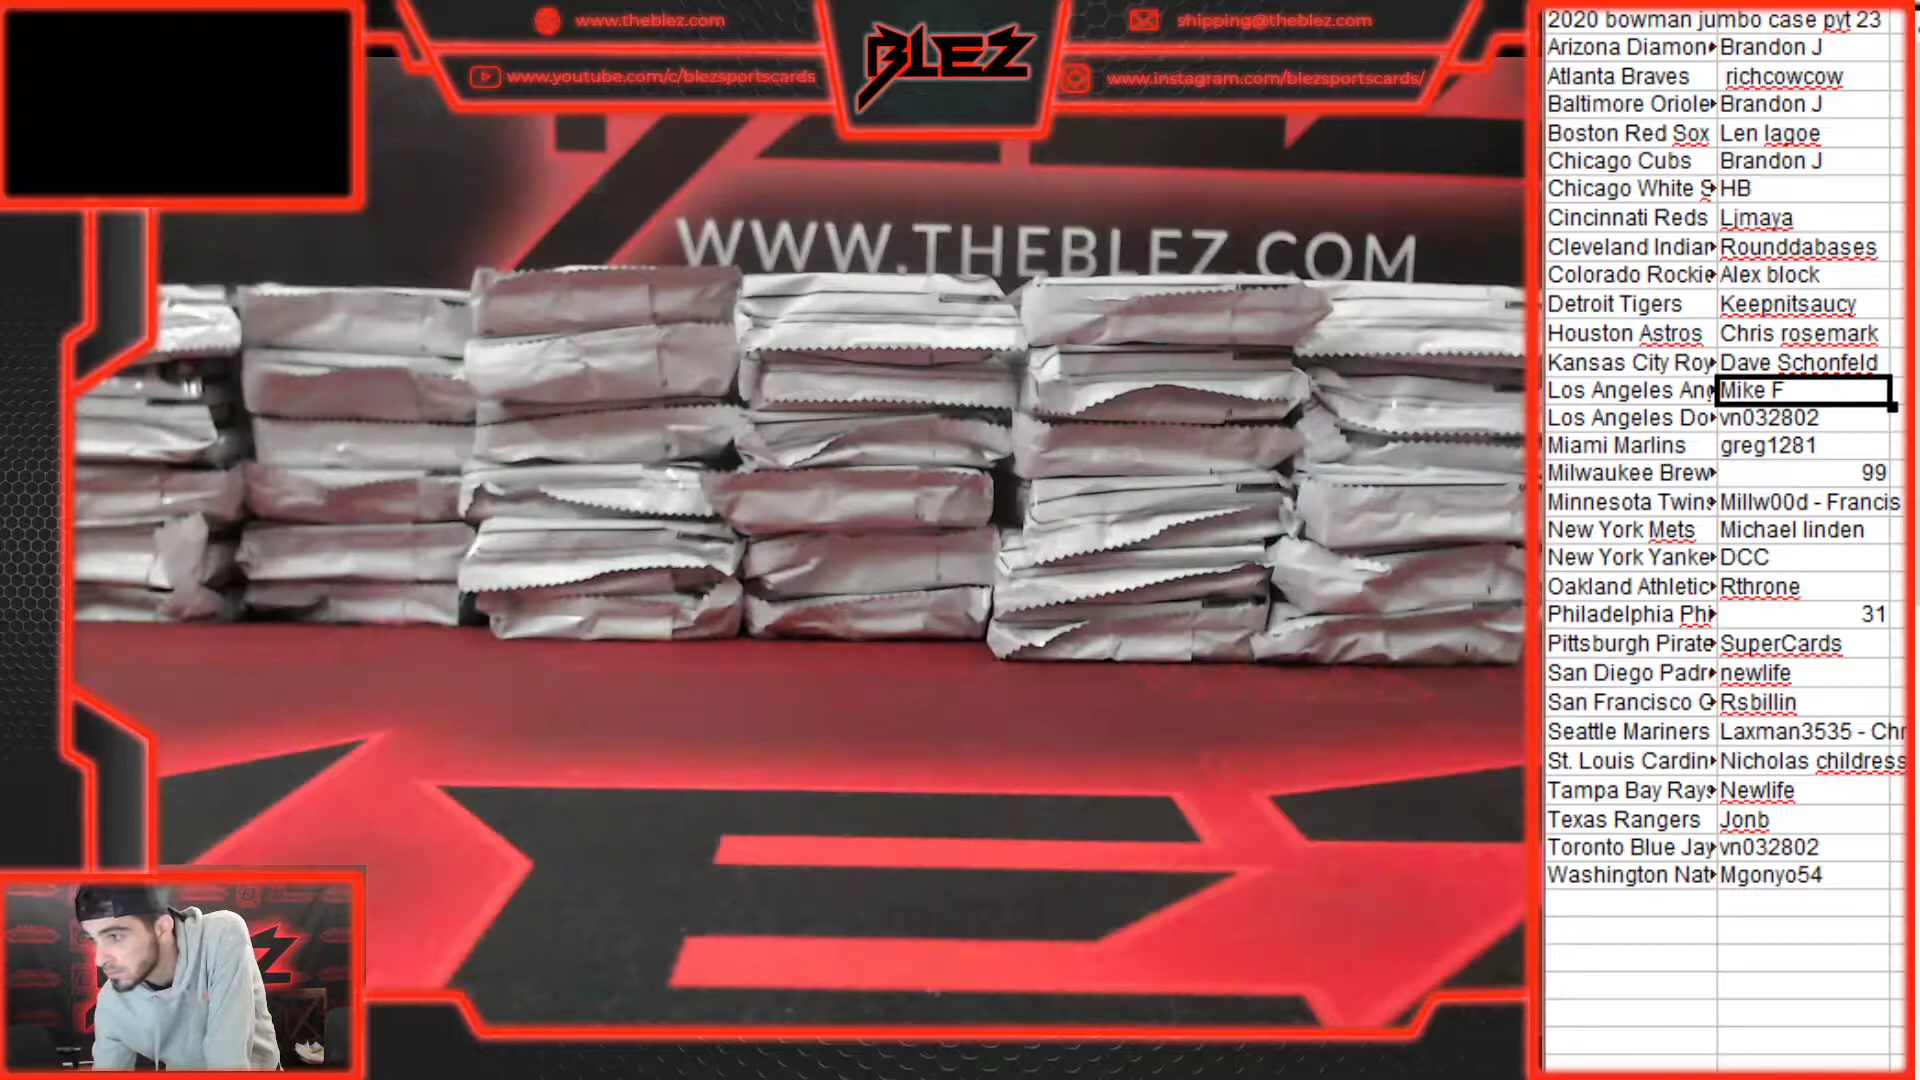 www.theblez.com
www.youtube.com/c/blezsportscards
BLEZ
shipping@theblez.com
www.instagram.com/blezsportscards/
WWW.THEBLEZ.COM
2020 bowman jumbo case pyt 23
Arizona Diamon Brandon J
Atlanta Braves richcowcow
Baltimore Oriole Brandon J
Boston Red Sox Len lagoe
Chicago Cubs Brandon J
Chicago White S HB
Cincinnati Reds Ljmaya
Cleveland Indian Rounddabases
Colorado Rockie Alex block
Detroit Tigers Keepnitsaucy
Houston Astros Chris rosemark
Kansas City Roy Dave Schonfeld
Los Angeles Ang Mike F
Los Angeles Do vn032802
Miami Marlins greg1281
Milwaukee Brew 99
Minnesota Twins Millw00d - Francis
New York Mets Michael linden
New York Yanke DCC
Oakland Athletic Rthrone
Philadelphia Phi 31
Pittsburgh Pirate SuperCards
San Diego Padr newlife
San Francisco G Rsbillin
Seattle Mariners Laxman3535 - Chr
St. Louis Cardin Nicholas childress
Tampa Bay Rays Newlife
Texas Rangers Jonb
Toronto Blue Jay vn032802
Washington Nat Mgonyo54